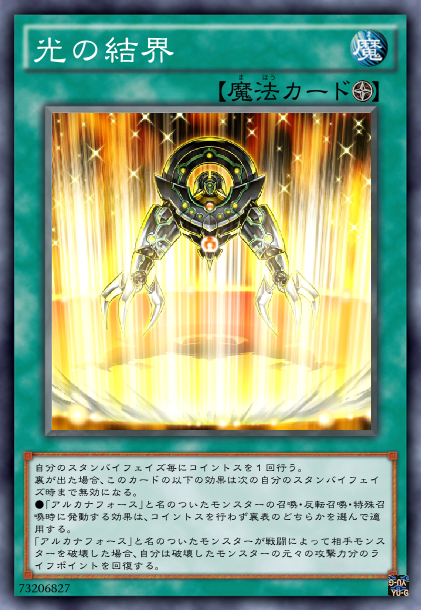 光の結界
魔
【魔法カード】
ま ほう
自分のスタンバイフェイズ毎にコイントスを1回行う。
裏が出た場合、このカードの以下の効果は次の自分のスタンバイフェイ
ズ時まで無効になる。
●「アルカナフォース」と名のついたモンスターの召喚・反転召喚・特殊召
喚時に発動する効果は、コイントスを行わず裏表のどちらかを選んで適
用する。
「アルカナフォース」と名のついたモンスターが戦闘によって相手モンス
ターを破壊した場合、自分は破壊したモンスターの元々の攻撃力分のラ
イフポイントを回復する。
73206827
YU-G